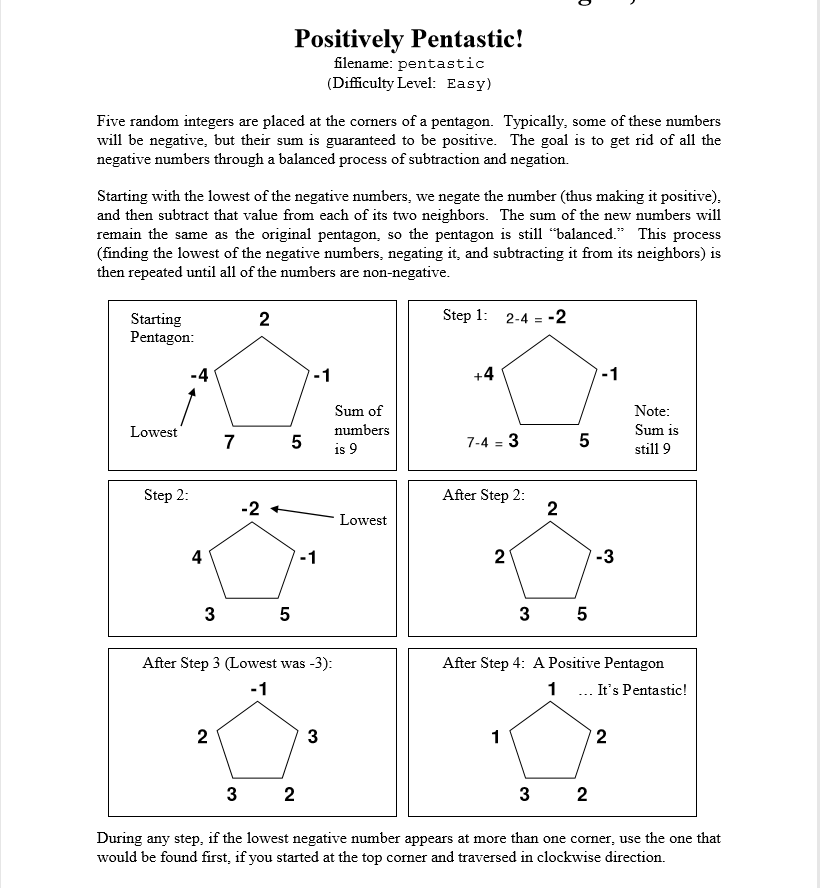 Positively Pentastic!
filename: pentastic
(Difficulty Level: Easy)
Five random integers are placed at the corners of a pentagon. Typically, some of these numbers
will be negative, but their sum is guaranteed to be positive. The goal is to get rid of all the
negative numbers through a balanced process of subtraction and negation.
Starting with the lowest of the negative numbers, we negate the number (thus making it positive),
and then subtract that value from each of its two neighbors. The sum of the new numbers will
remain the same as the original pentagon, so the pentagon is still “balanced.” This process
(finding the lowest of the negative numbers, negating it, and subtracting it from its neighbors) is
then repeated until all of the numbers are non-negative.
Starting
Pentagon:
2
-4
-1
Lowest
7
5
Sum of
numbers
is 9
Step 1: 2-4 = -2
+4
-1
7-4 = 3
5
Note:
Sum is
still 9
Step 2:
-2
Lowest
4
-1
3
5
After Step 2:
2
2
-3
3
5
After Step 3 (Lowest was -3):
-1
2
3
3
2
After Step 4: A Positive Pentagon
1 … It’s Pentastic!
1
2
3
2
During any step, if the lowest negative number appears at more than one corner, use the one that
would be found first, if you started at the top corner and traversed in clockwise direction.